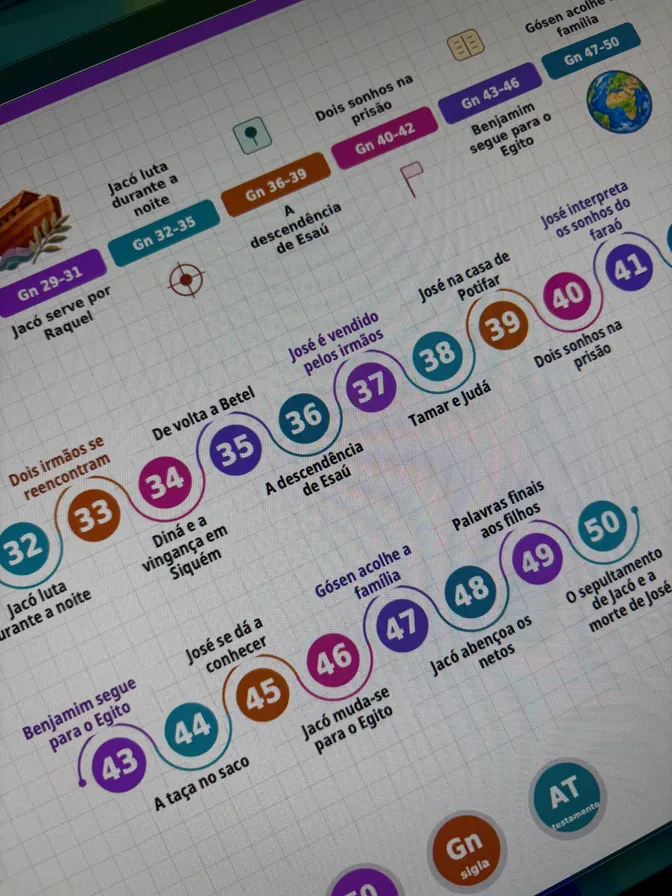 Gósen acolhe a
família
Gn 47–50
Dois sonhos na
prisão
Gn 43–46
Benjamim
segue para o
Egito
Gn 40–42
Jacó luta
durante a
noite
Gn 36–39
A
descendência
de Esaú
Gn 32–35
Gn 29–31
Jacó serve por
Raquel
José interpreta
os sonhos do
faraó
41
José na casa de
Potifar
40
Dois sonhos na
prisão
39
José é vendido
pelos irmãos
38
Tamar e Judá
37
De volta a Betel
36
A descendência
de Esaú
35
Dois irmãos se
reencontram
34
Diná e a
vingança em
Siquém
33
32
Jacó luta
durante a noite
Palavras finais
aos filhos
50
O sepultamento
de Jacó e a
morte de José
49
Gósen acolhe a
família
48
Jacó abençoa os
netos
47
José se dá a
conhecer
46
Jacó muda-se
para o Egito
45
Benjamim segue
para o Egito
44
A taça no saco
43
AT
testamento
Gn
sigla
50